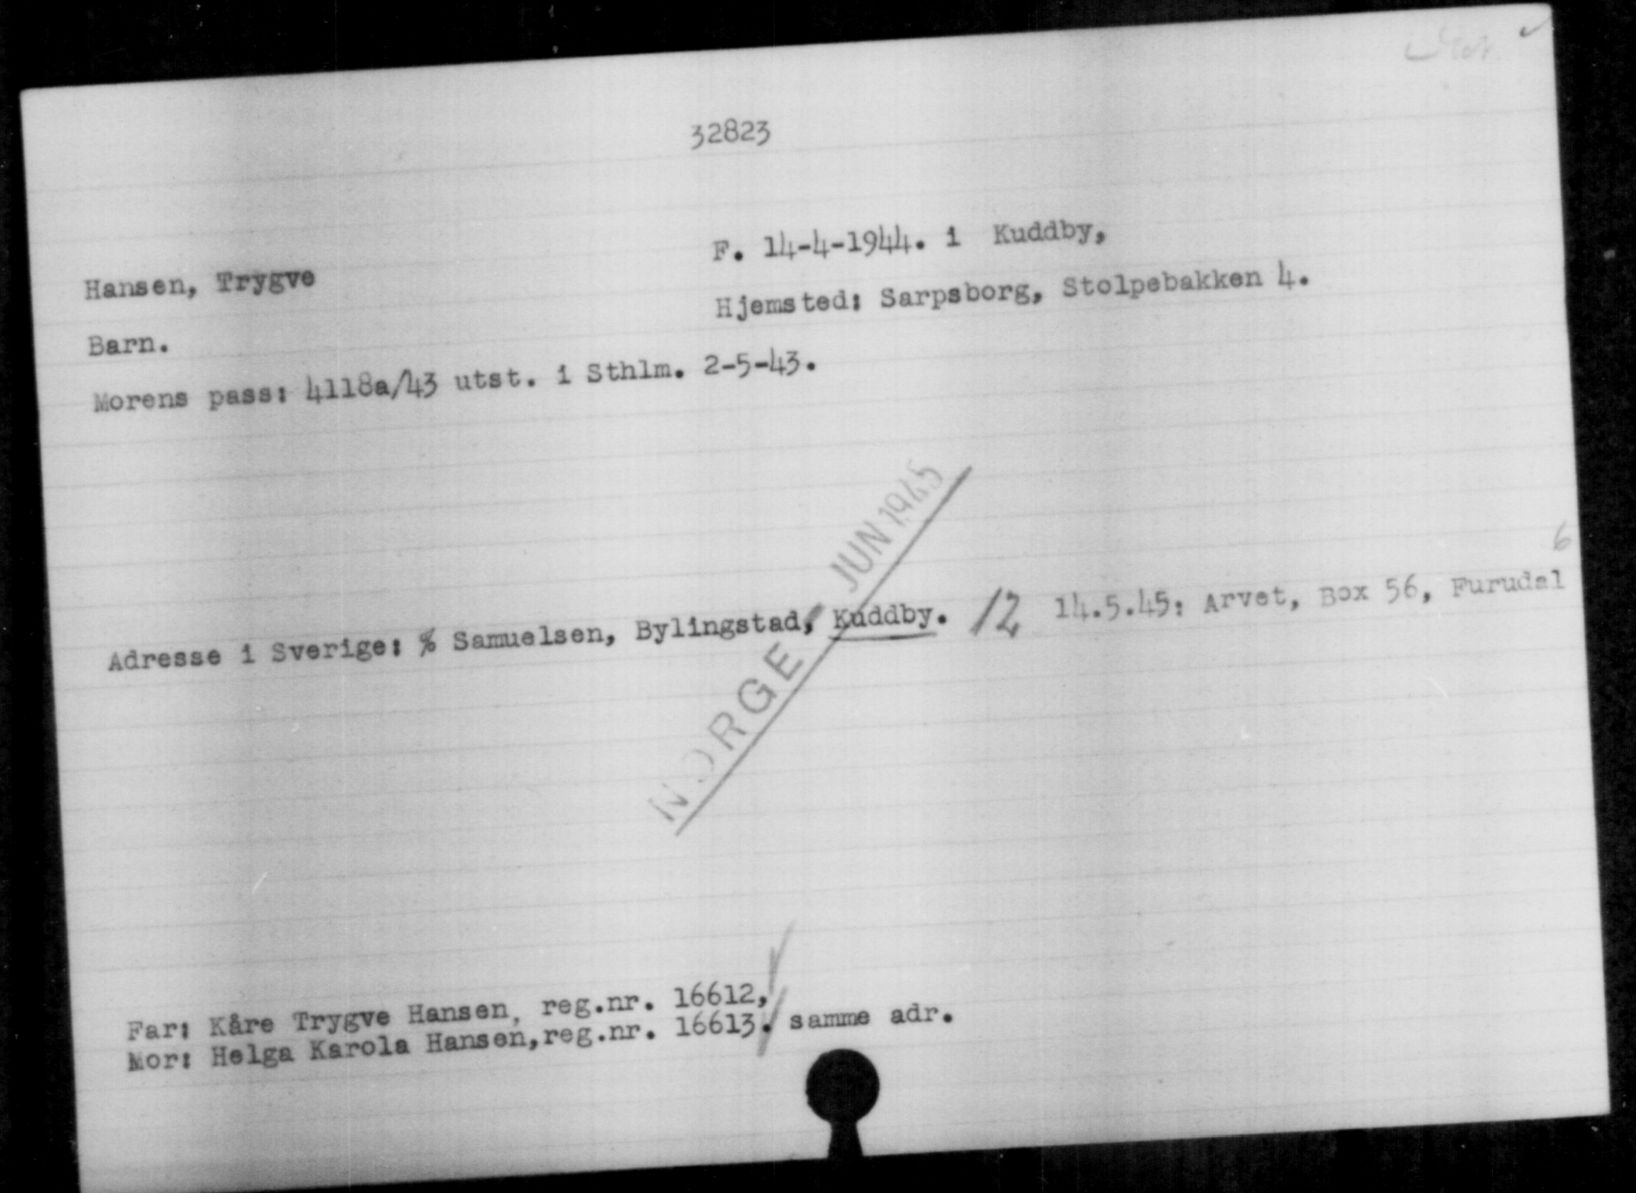 32823
F. 14-4-1944. i Kuddby,
Hansen, Trygve
Hjemsted: Sarpsborg, Stolpebakken 4.
Barn.
Morens pass: 4118a/43 utst. i Sthlm. 2-5-43.
NORGE JUN 1945
6
Adresse i Sverige: % Samuelsen, Bylingstad, Kuddby. 12 14.5.45: Arvet, Box 56, Furudal
Far: Kåre Trygve Hansen, reg.nr. 16612,
Mor: Helga Karola Hansen, reg.nr. 16613. samme adr.